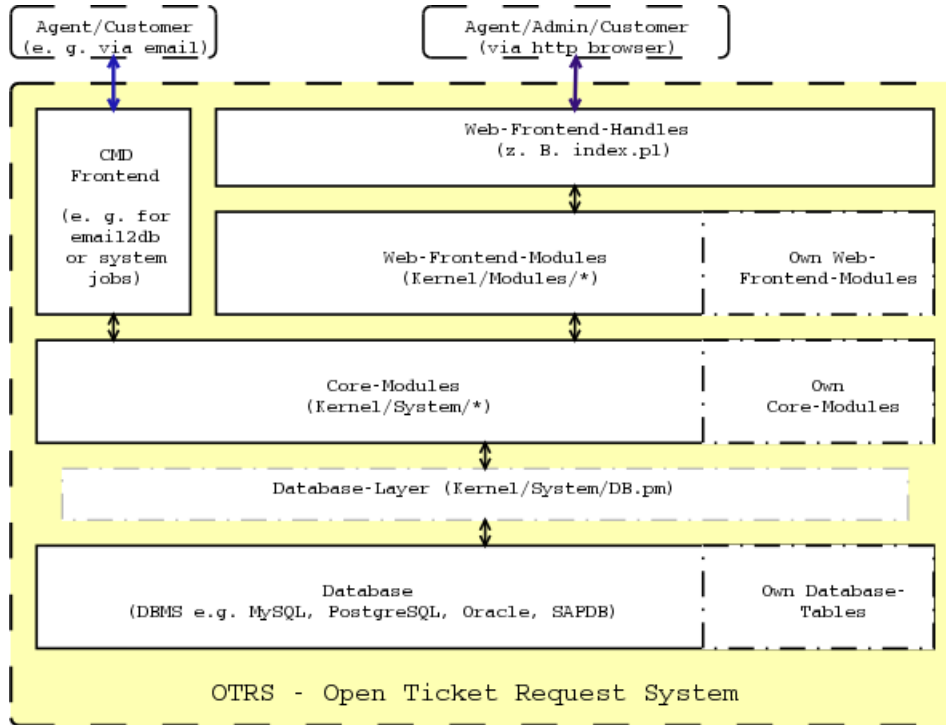 Agent/Customer
(e. g. via email)
Agent/Admin/Customer
(via http browser)
CMD
Frontend
(e. g. for
email2db
or system
jobs)
Web-Frontend-Handles
(z. B. index.pl)
Web-Frontend-Modules
(Kernel/Modules/*)
Own Web-
Frontend-Modules
Core-Modules
(Kernel/System/*)
Own
Core-Modules
Database-Layer (Kernel/System/DB.pm)
Database
(DBMS e.g. MySQL, PostgreSQL, Oracle, SAPDB)
Own Database-
Tables
OTRS - Open Ticket Request System